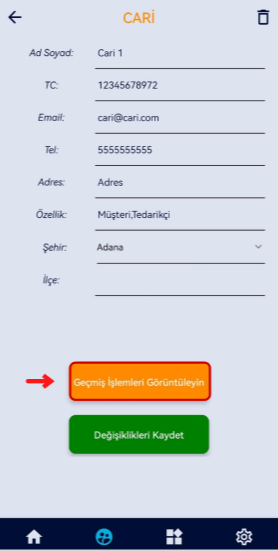 CARİ
Ad Soyad: Cari 1
TC: 12345678972
Email: cari@cari.com
Tel: 5555555555
Adres: Adres
Özellik: Müşteri,Tedarikçi
Şehir: Adana
İlçe:
Geçmiş İşlemleri Görüntüleyin
Değişiklikleri Kaydet